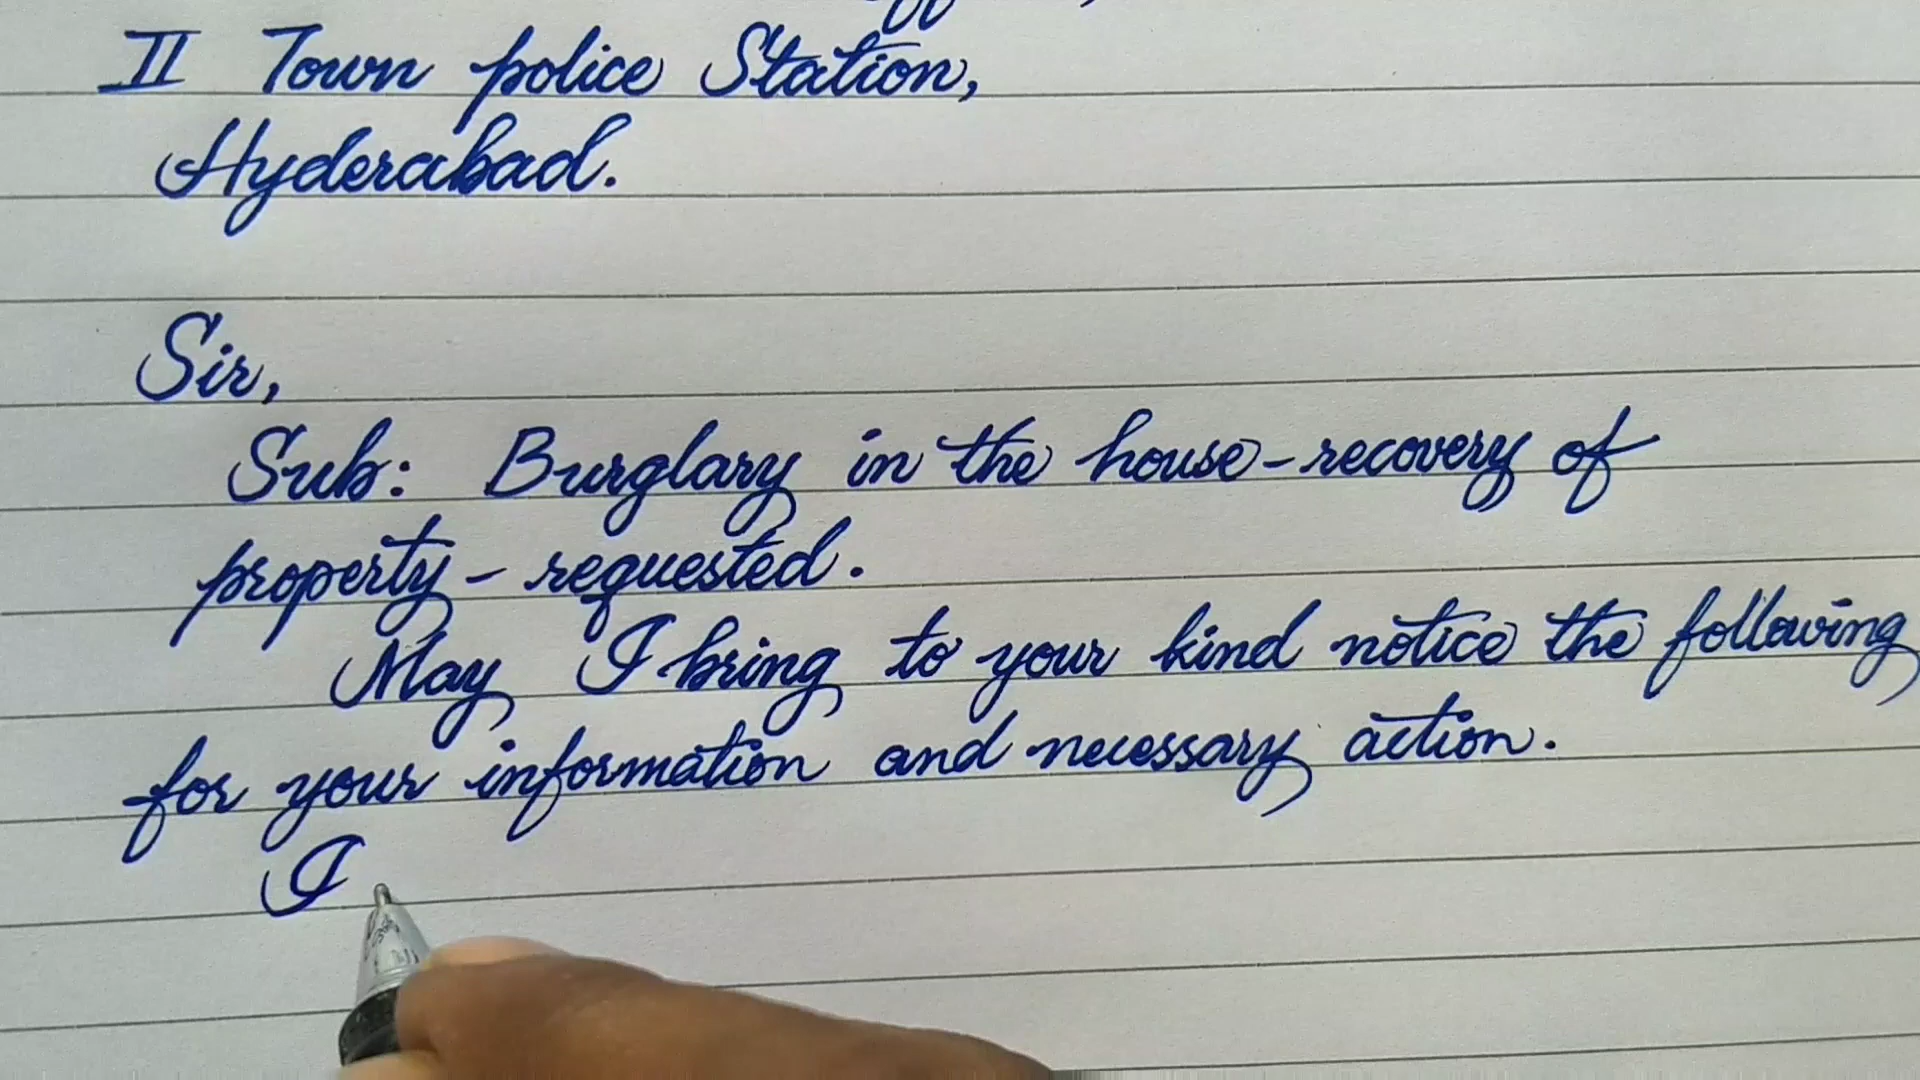 II Town police Station,
Hyderabad.
Sir,
Sub: Burglary in the house-recovery of
property-requested.
May I bring to your kind notice the following
for your information and necessary action.
I